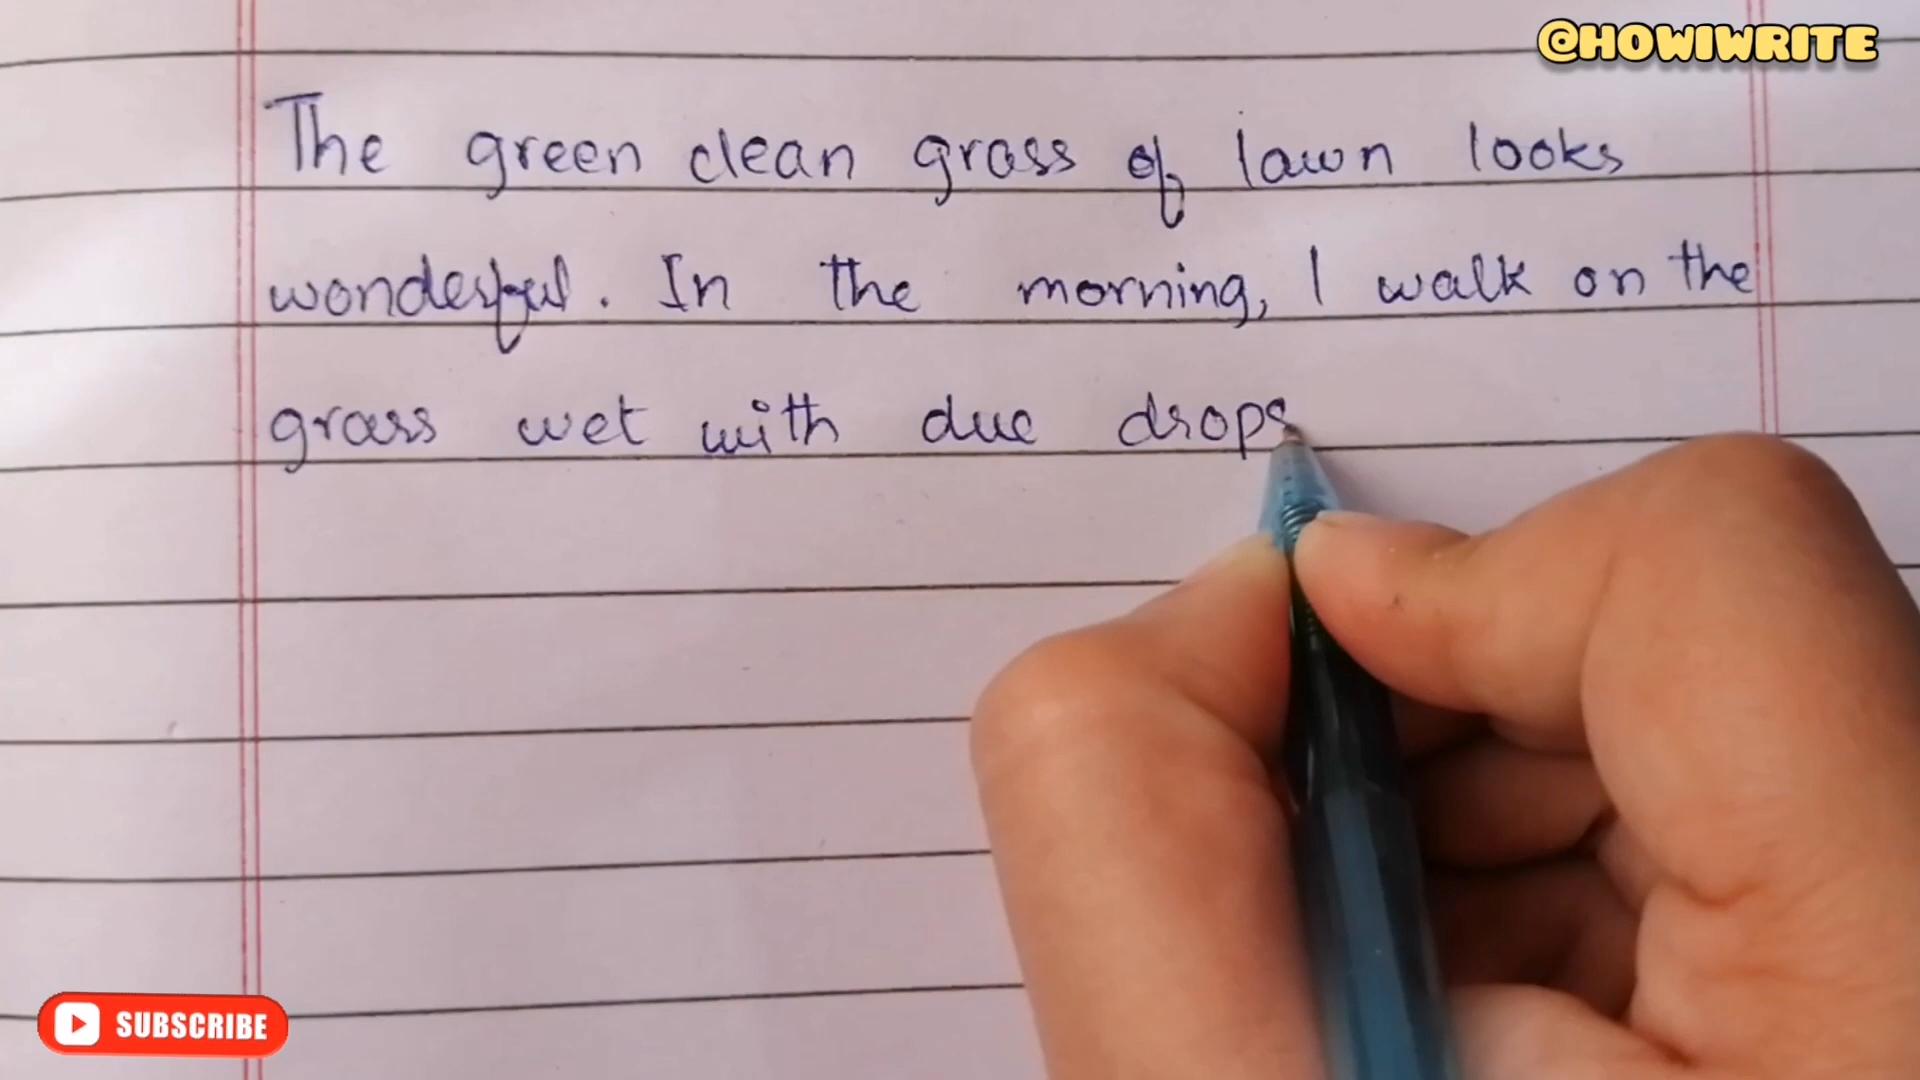 @HOWIWRITE
The green clean grass of lawn looks
wonderful. In the morning, I walk on the
grass wet with due drops
SUBSCRIBE